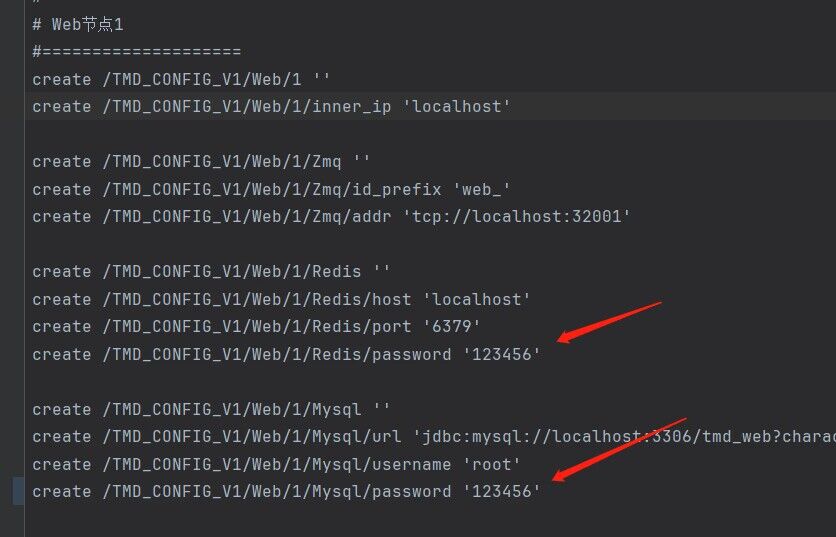 #
# Web节点1
#====================
create /TMD_CONFIG_V1/Web/1 ''
create /TMD_CONFIG_V1/Web/1/inner_ip 'localhost'
create /TMD_CONFIG_V1/Web/1/Zmq ''
create /TMD_CONFIG_V1/Web/1/Zmq/id_prefix 'web_'
create /TMD_CONFIG_V1/Web/1/Zmq/addr 'tcp://localhost:32001'
create /TMD_CONFIG_V1/Web/1/Redis ''
create /TMD_CONFIG_V1/Web/1/Redis/host 'localhost'
create /TMD_CONFIG_V1/Web/1/Redis/port '6379'
create /TMD_CONFIG_V1/Web/1/Redis/password '123456'
create /TMD_CONFIG_V1/Web/1/Mysql ''
create /TMD_CONFIG_V1/Web/1/Mysql/url 'jdbc:mysql://localhost:3306/tmd_web?charac
create /TMD_CONFIG_V1/Web/1/Mysql/username 'root'
create /TMD_CONFIG_V1/Web/1/Mysql/password '123456'